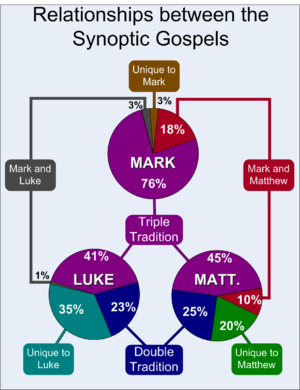 Relationships between the
Synoptic Gospels
Unique to
Mark
3%
3%
18%
MARK
76%
Mark and
Luke
Mark and
Matthew
Triple
Tradition
41%
45%
LUKE
MATT.
1%
10%
35%
23%
25%
20%
Unique to
Luke
Double
Tradition
Unique to
Matthew